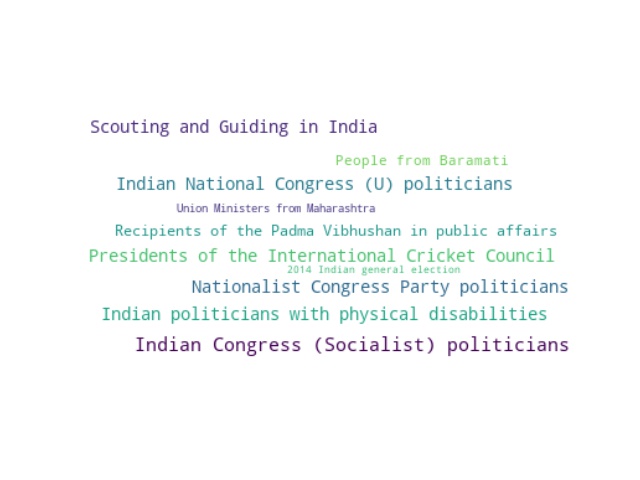 Scouting and Guiding in India
People from Baramati
Indian National Congress (U) politicians
Union Ministers from Maharashtra
Recipients of the Padma Vibhushan in public affairs
Presidents of the International Cricket Council
2014 Indian general election
Nationalist Congress Party politicians
Indian politicians with physical disabilities
Indian Congress (Socialist) politicians